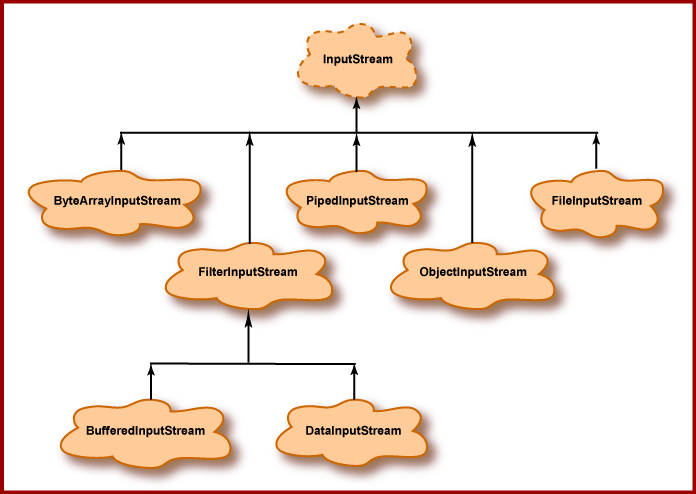 InputStream
ByteArrayInputStream
PipedInputStream
FileInputStream
FilterInputStream
ObjectInputStream
BufferedInputStream
DataInputStream